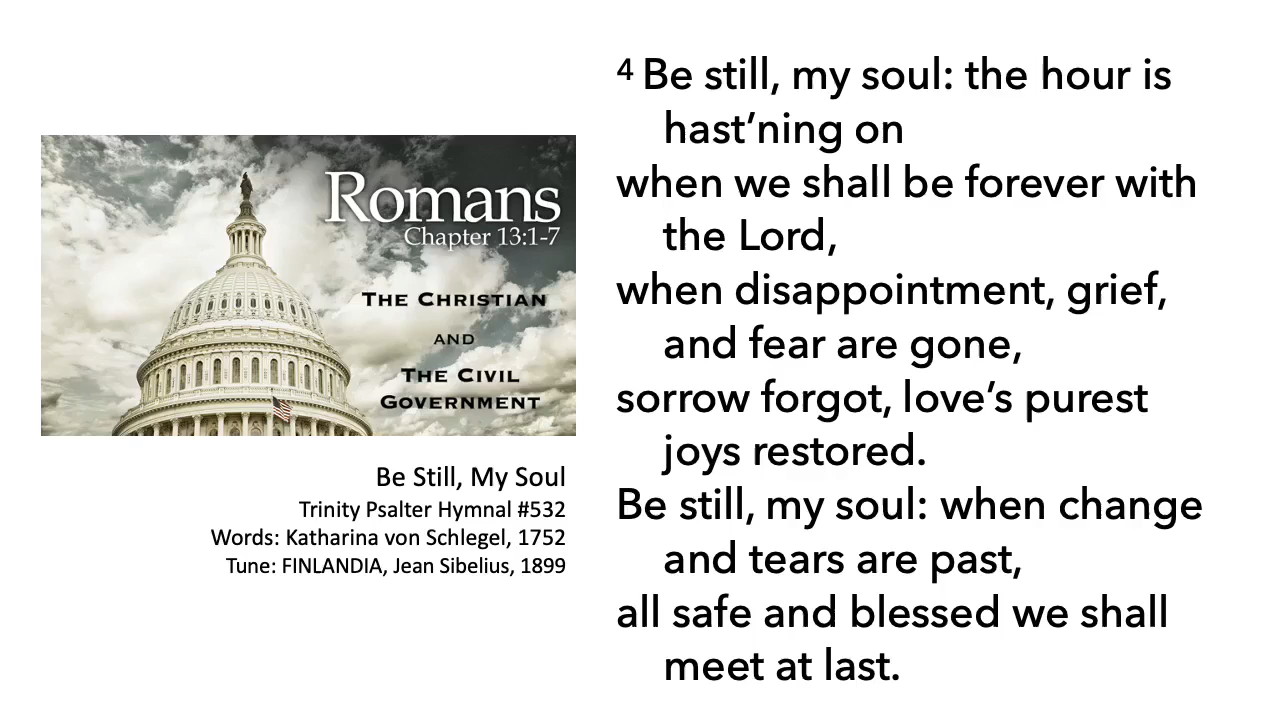 Romans
Chapter 13:1-7
The Christian
and
The Civil
Government
Be Still, My Soul
Trinity Psalter Hymnal #532
Words: Katharina von Schlegel, 1752
Tune: FINLANDIA, Jean Sibelius, 1899
4 Be still, my soul: the hour is
hast’ning on
when we shall be forever with
the Lord,
when disappointment, grief,
and fear are gone,
sorrow forgot, love’s purest
joys restored.
Be still, my soul: when change
and tears are past,
all safe and blessed we shall
meet at last.